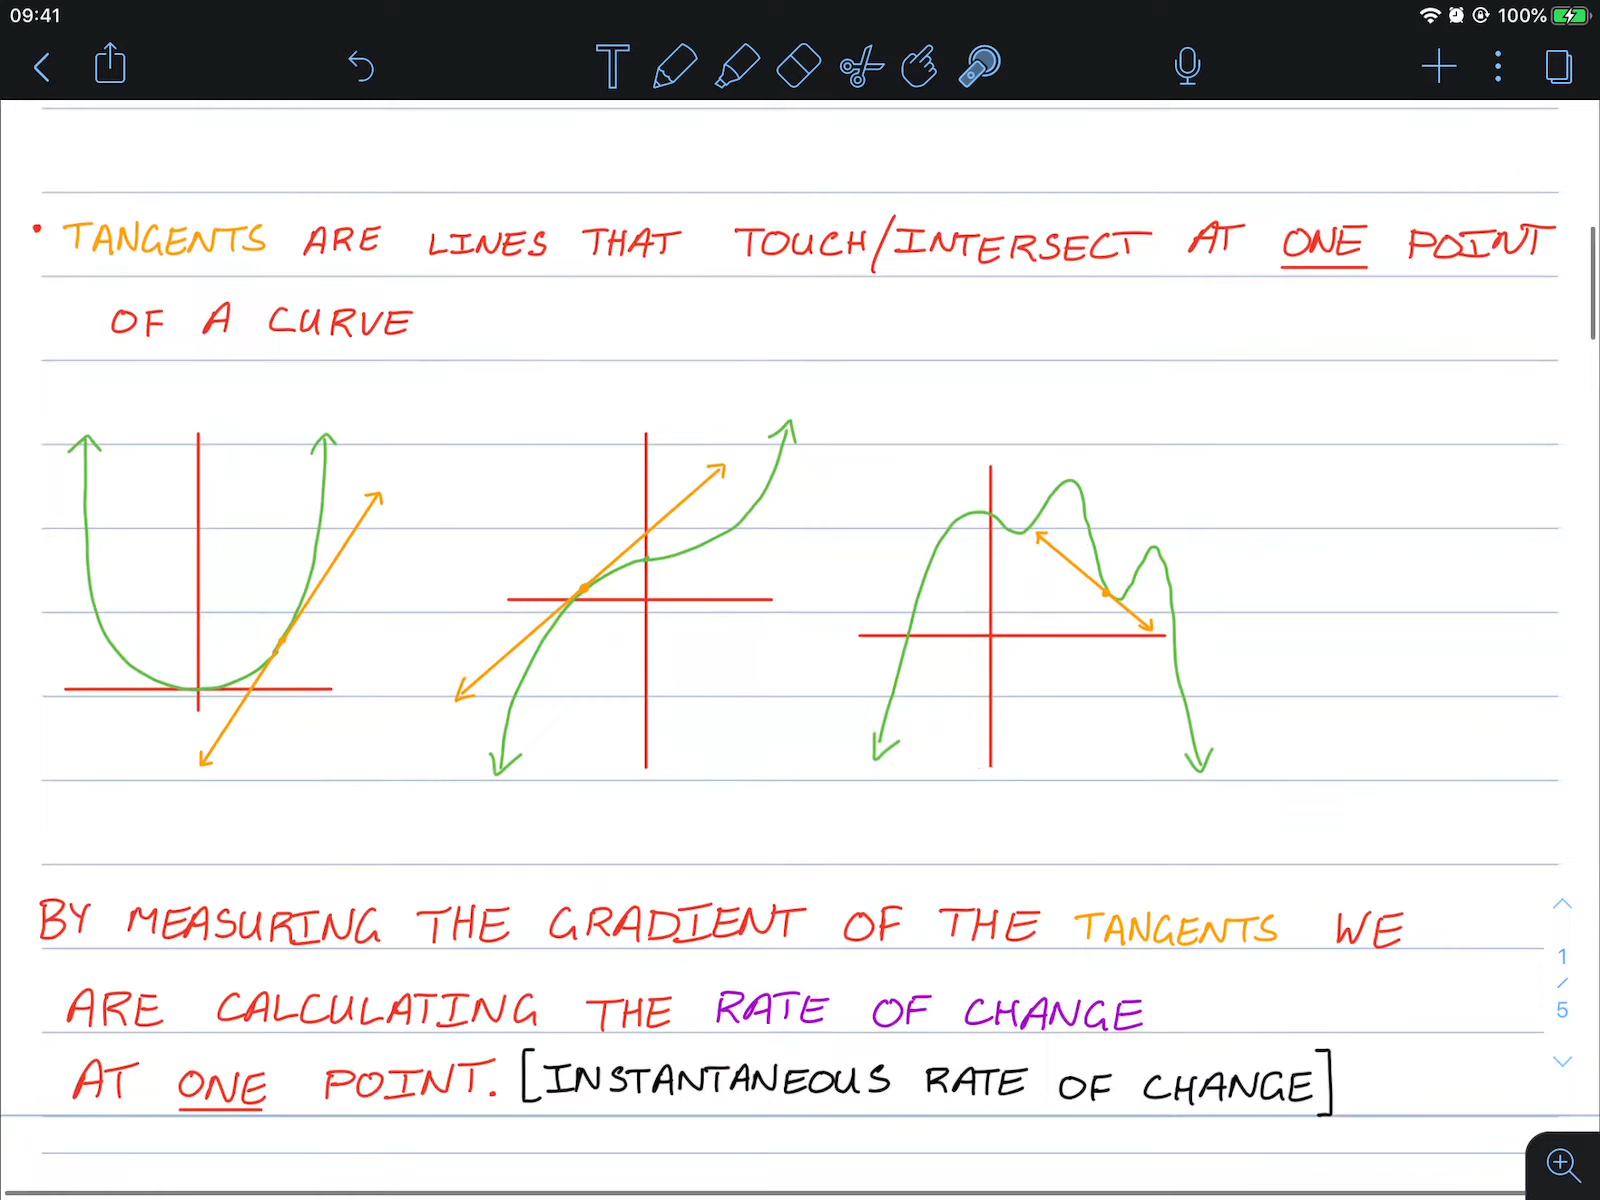 09:41
100%
T
• TANGENTS ARE LINES THAT TOUCH/INTERSECT AT ONE POINT
OF A CURVE
BY MEASURING THE GRADIENT OF THE TANGENTS WE
ARE CALCULATING THE RATE OF CHANGE
AT ONE POINT. [INSTANTANEOUS RATE OF CHANGE]
1
/
5